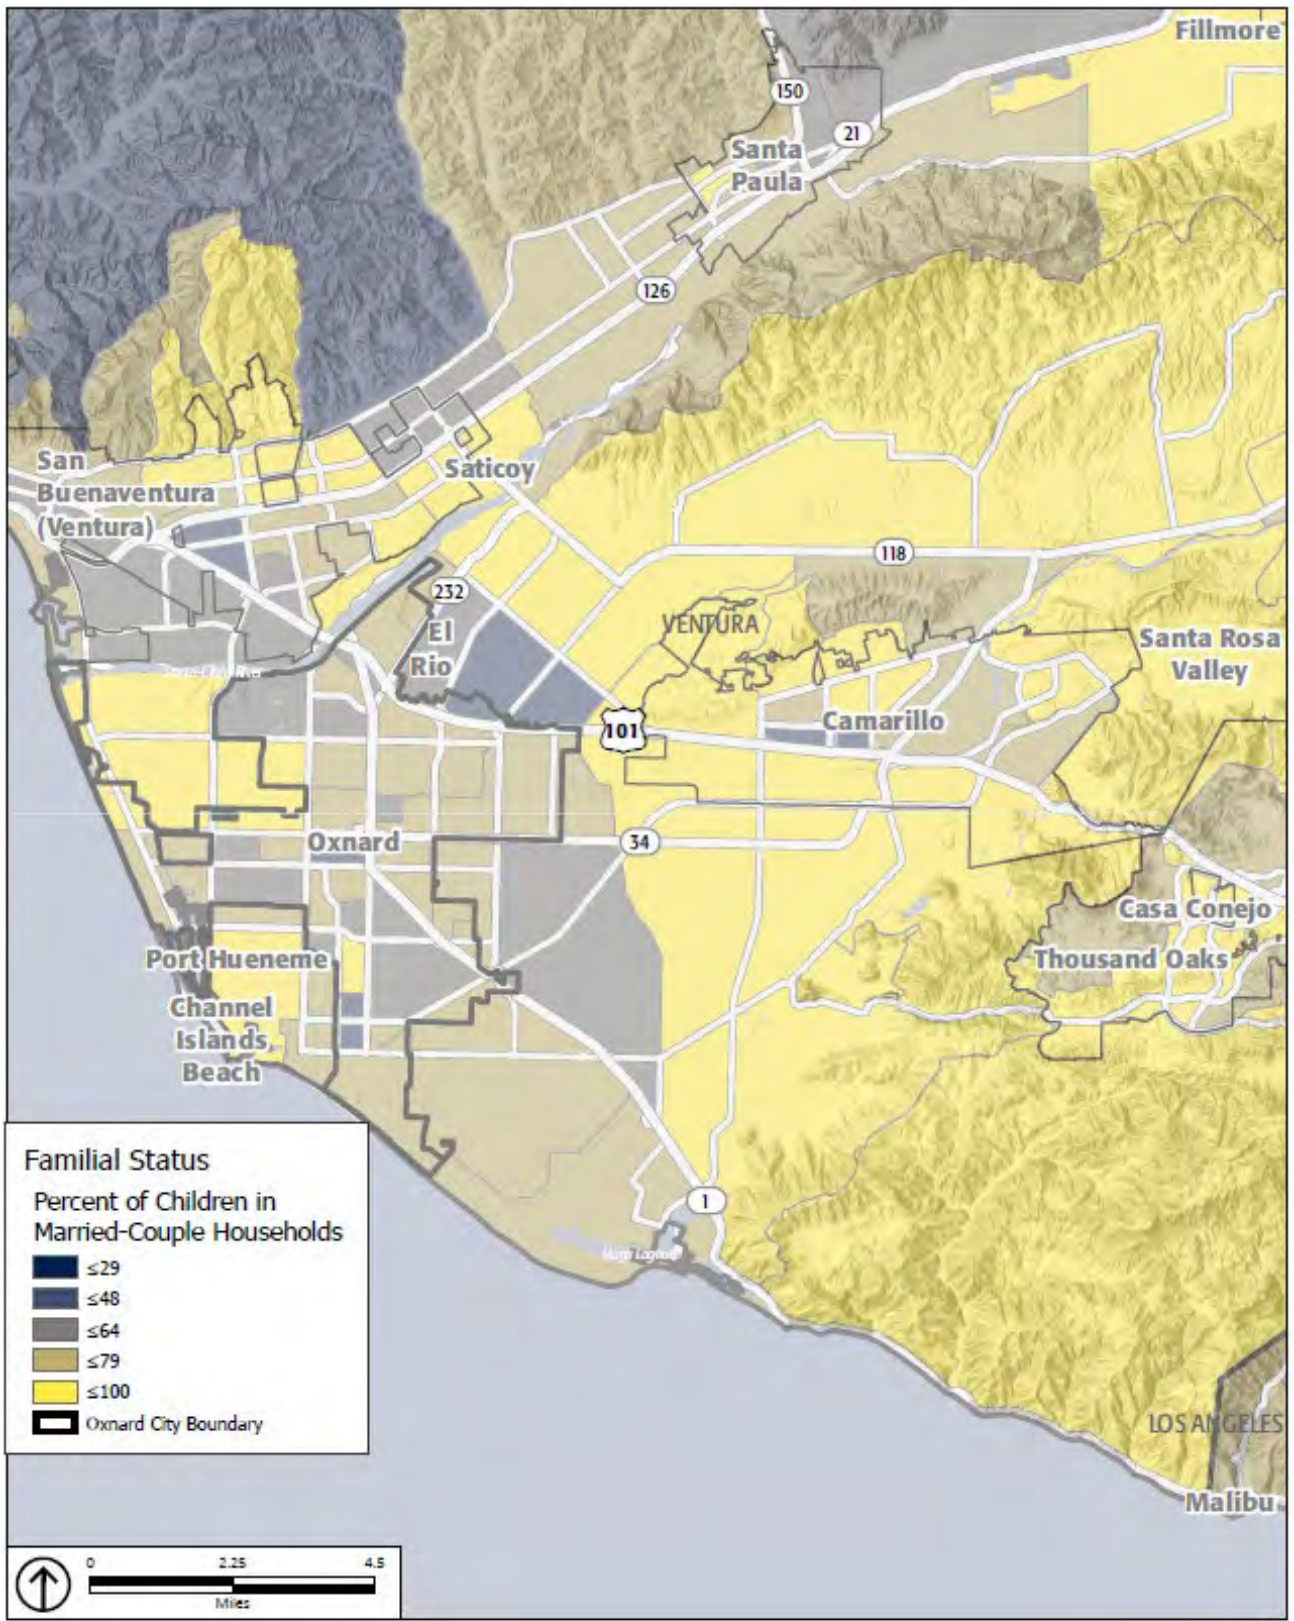 Fillmore
150
21
Santa
Paula
126
San
Buenaventura
(Ventura)
Saticoy
118
232
El
Rio
VENTURA
Santa Rosa
Valley
Camarillo
101
Oxnard
34
Casa Conejo
Thousand Oaks
Port Hueneme
Channel
Islands
Beach
1
LOS ANGELES
Malibu
Familial Status
Percent of Children in
Married-Couple Households
≤29
≤48
≤64
≤79
≤100
Oxnard City Boundary
0 2.25 4.5
Miles